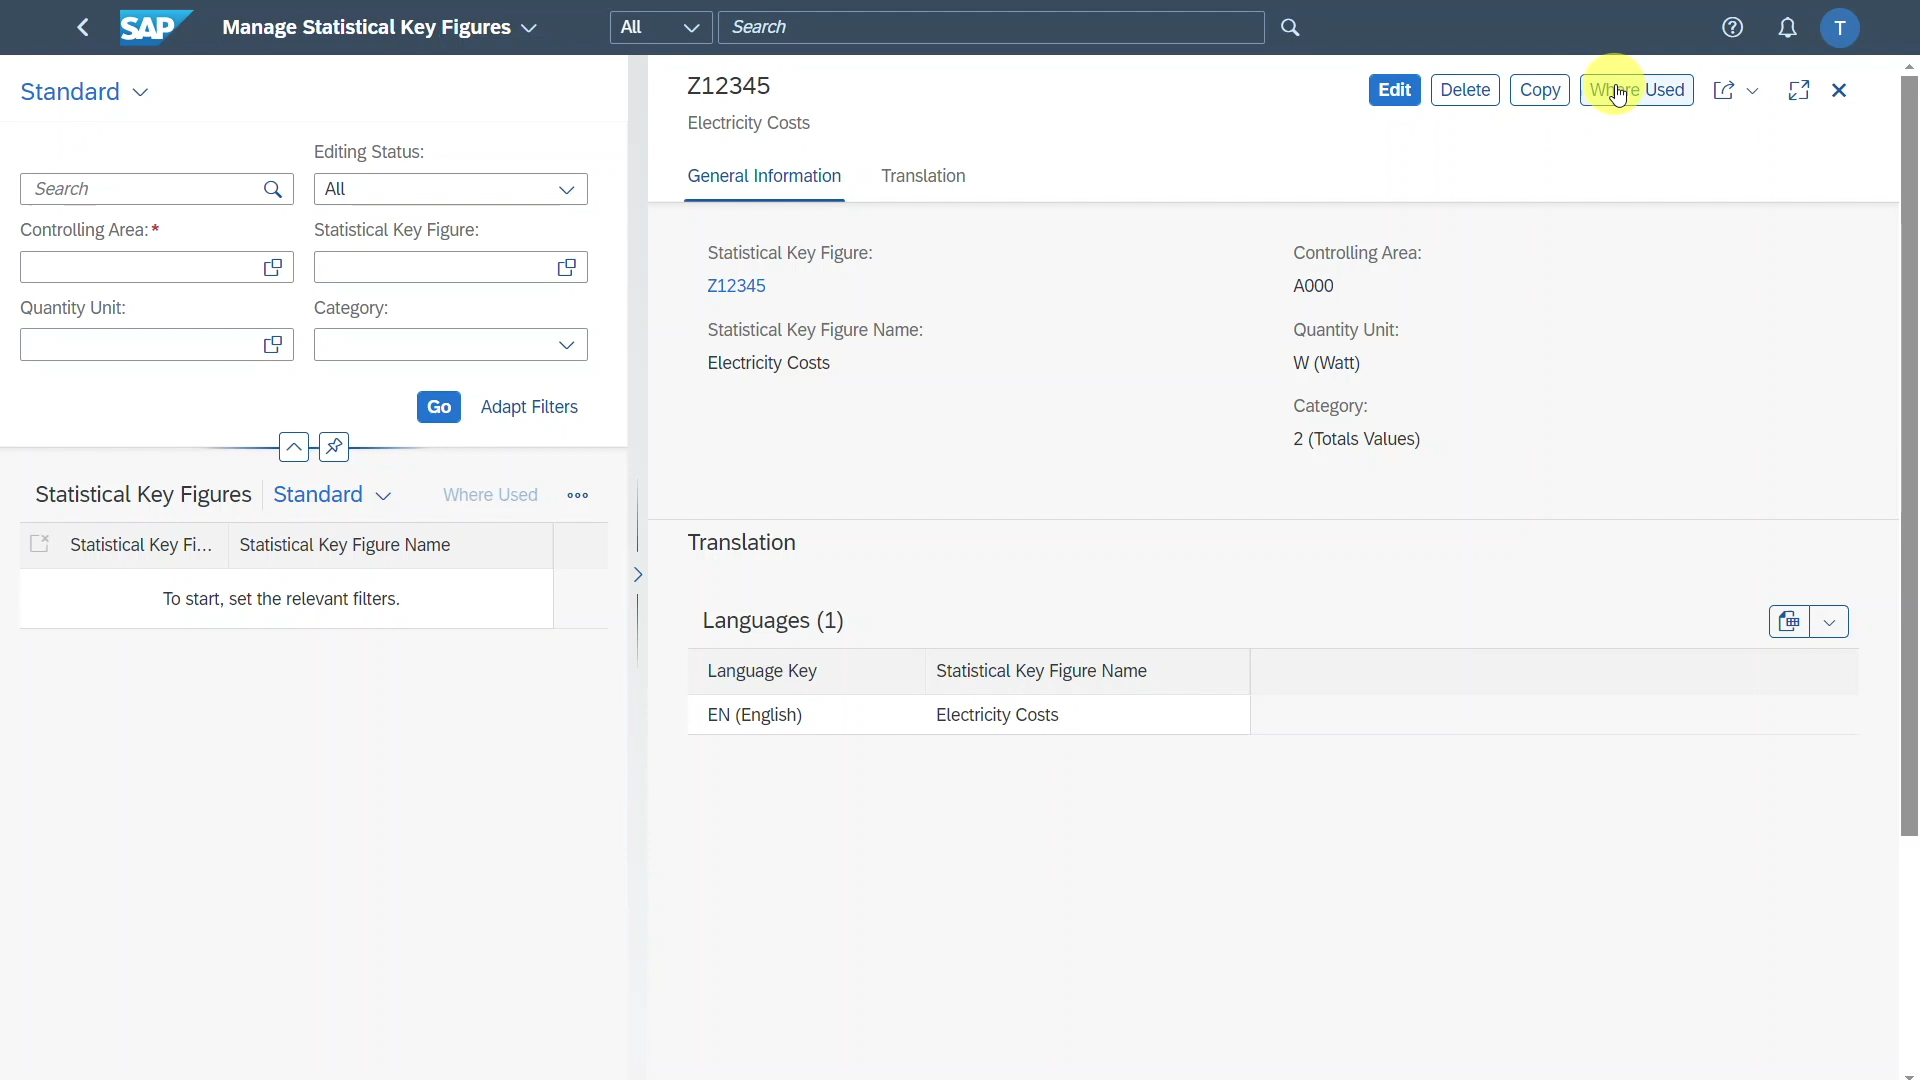 SAP Manage Statistical Key Figures All Search T
Standard
Editing Status:
Search All
Controlling Area:* Statistical Key Figure:
Quantity Unit: Category:
Go Adapt Filters
Statistical Key Figures Standard Where Used
Statistical Key Fi... Statistical Key Figure Name
To start, set the relevant filters.
Z12345 Edit Delete Copy Where Used
Electricity Costs
General Information Translation
Statistical Key Figure: Controlling Area:
Z12345 A000
Statistical Key Figure Name: Quantity Unit:
Electricity Costs W (Watt)
Category:
2 (Totals Values)
Translation
Languages (1)
Language Key Statistical Key Figure Name
EN (English) Electricity Costs